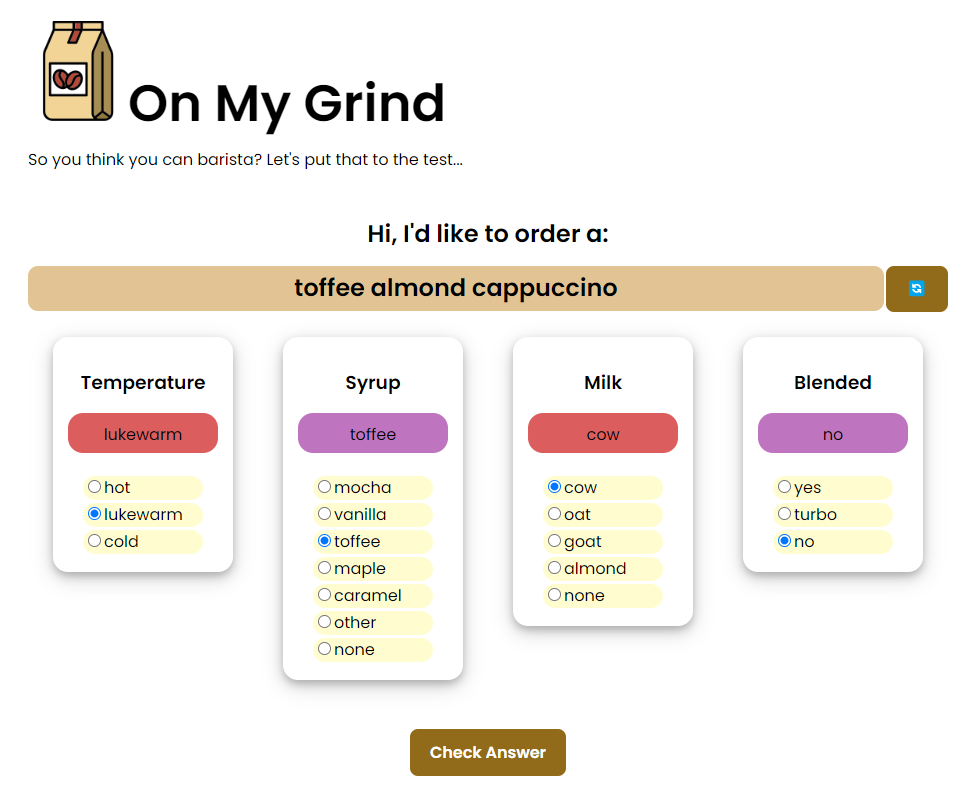 On My Grind
So you think you can barista? Let's put that to the test...
Hi, I'd like to order a:
toffee almond cappuccino
Temperature
lukewarm
hot
lukewarm
cold
Syrup
toffee
mocha
vanilla
toffee
maple
caramel
other
none
Milk
cow
cow
oat
goat
almond
none
Blended
no
yes
turbo
no
Check Answer